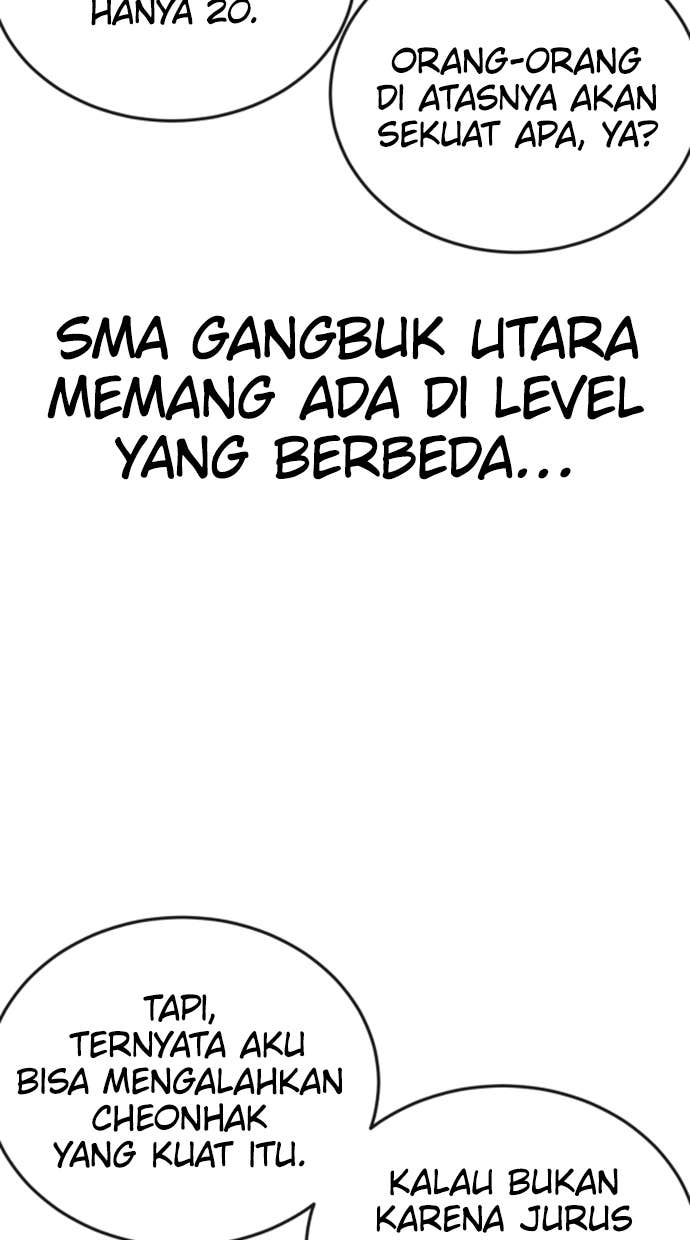 HANYA 20.
ORANG-ORANG
DI ATASNYA AKAN
SEKUAT APA, YA?
SMA GANGBUK UTARA
MEMANG ADA DI LEVEL
YANG BERBEDA...
TAPI,
TERNYATA AKU
BISA MENGALAHKAN
CHEONHAK
YANG KUAT ITU.
KALAU BUKAN
KARENA JURUS